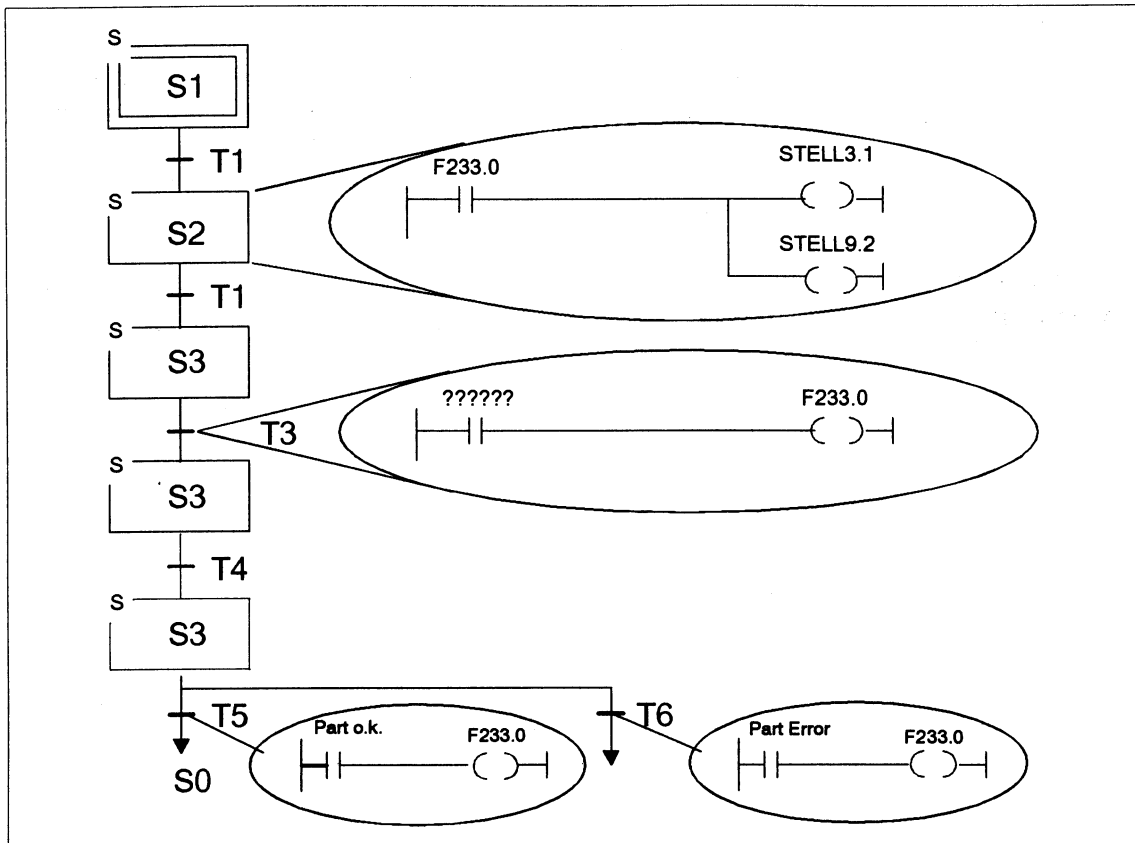 S
S1
T1
F233.0
STELL3.1
S
S2
STELL9.2
T1
S
S3
??????
F233.0
T3
S
S3
T4
S
S3
T5
Part o.k.
F233.0
T6
Part Error
F233.0
S0